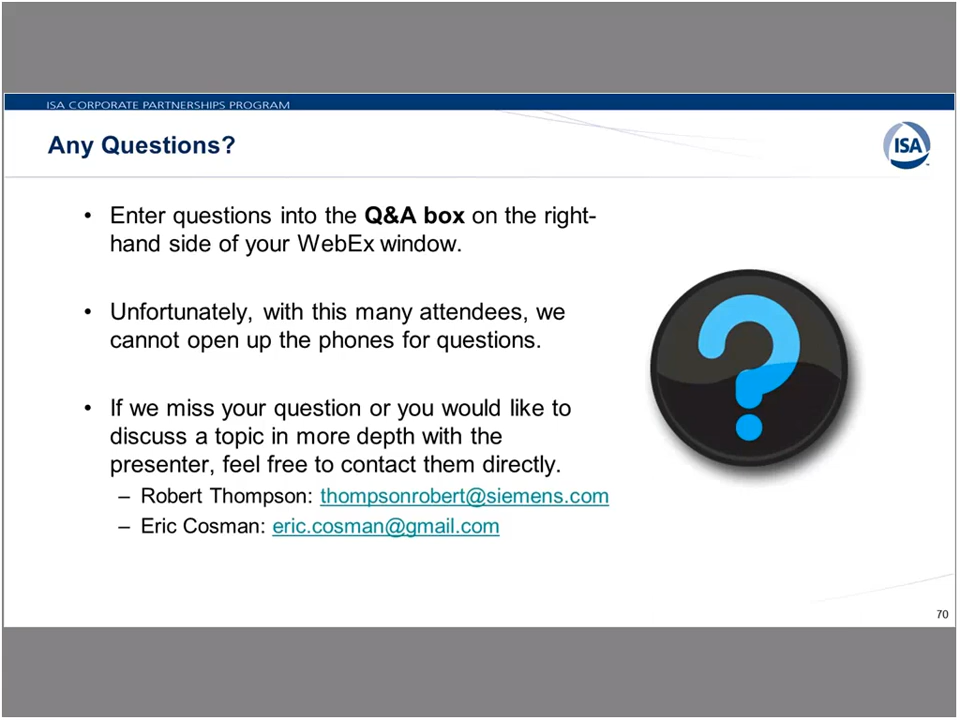 ISA CORPORATE PARTNERSHIPS PROGRAM
Any Questions?
ISA
• Enter questions into the Q&A box on the right-
hand side of your WebEx window.
• Unfortunately, with this many attendees, we
cannot open up the phones for questions.
• If we miss your question or you would like to
discuss a topic in more depth with the
presenter, feel free to contact them directly.
– Robert Thompson: thompsonrobert@siemens.com
– Eric Cosman: eric.cosman@gmail.com
?
70